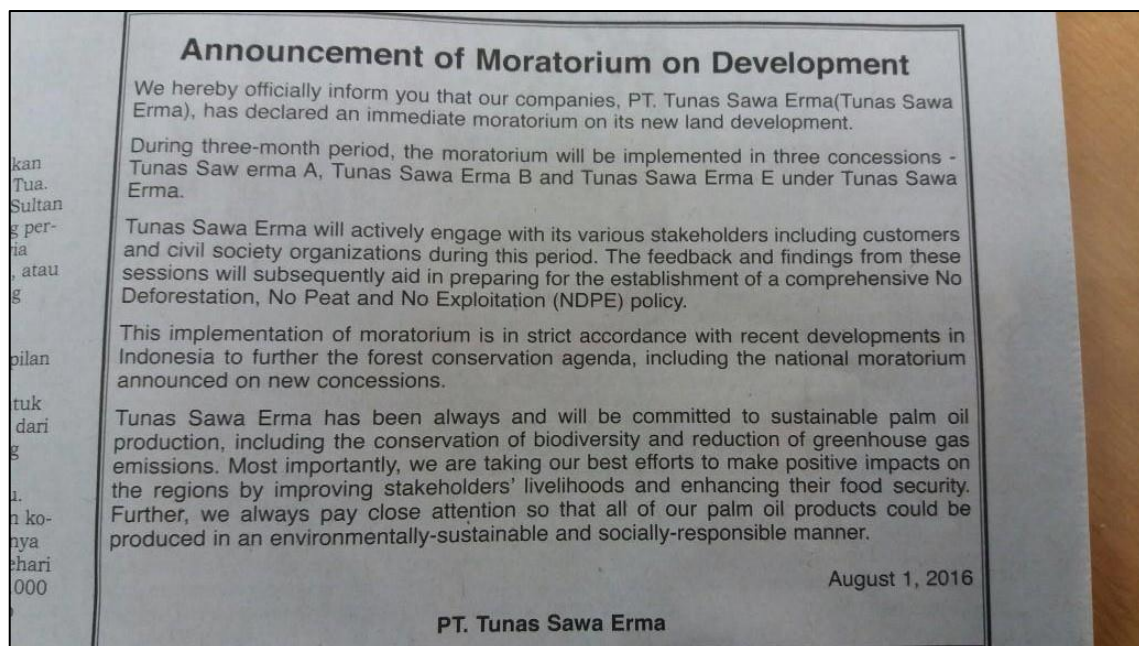 Announcement of Moratorium on Development
We hereby officially inform you that our companies, PT. Tunas Sawa Erma(Tunas Sawa
Erma), has declared an immediate moratorium on its new land development.
During three-month period, the moratorium will be implemented in three concessions -
Tunas Saw erma A, Tunas Sawa Erma B and Tunas Sawa Erma E under Tunas Sawa
Erma.
Tunas Sawa Erma will actively engage with its various stakeholders including customers
and civil society organizations during this period. The feedback and findings from these
sessions will subsequently aid in preparing for the establishment of a comprehensive No
Deforestation, No Peat and No Exploitation (NDPE) policy.
This implementation of moratorium is in strict accordance with recent developments in
Indonesia to further the forest conservation agenda, including the national moratorium
announced on new concessions.
Tunas Sawa Erma has been always and will be committed to sustainable palm oil
production, including the conservation of biodiversity and reduction of greenhouse gas
emissions. Most importantly, we are taking our best efforts to make positive impacts on
the regions by improving stakeholders' livelihoods and enhancing their food security.
Further, we always pay close attention so that all of our palm oil products could be
produced in an environmentally-sustainable and socially-responsible manner.
August 1, 2016
PT. Tunas Sawa Erma
kan
Tua.
Sultan
g per-
ia
, atau
g
pilan
tuk
dari
g
n ko-
nya
ehari
.000